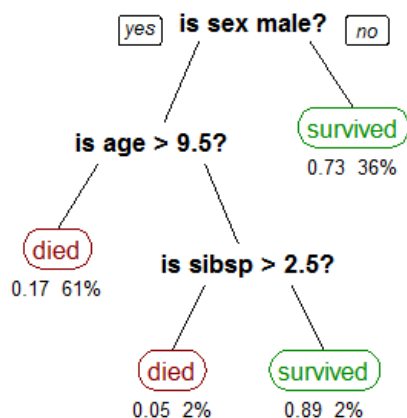 yes is sex male? no
is age > 9.5?
survived
0.73 36%
died
0.17 61%
is sibsp > 2.5?
died survived
0.05 2% 0.89 2%